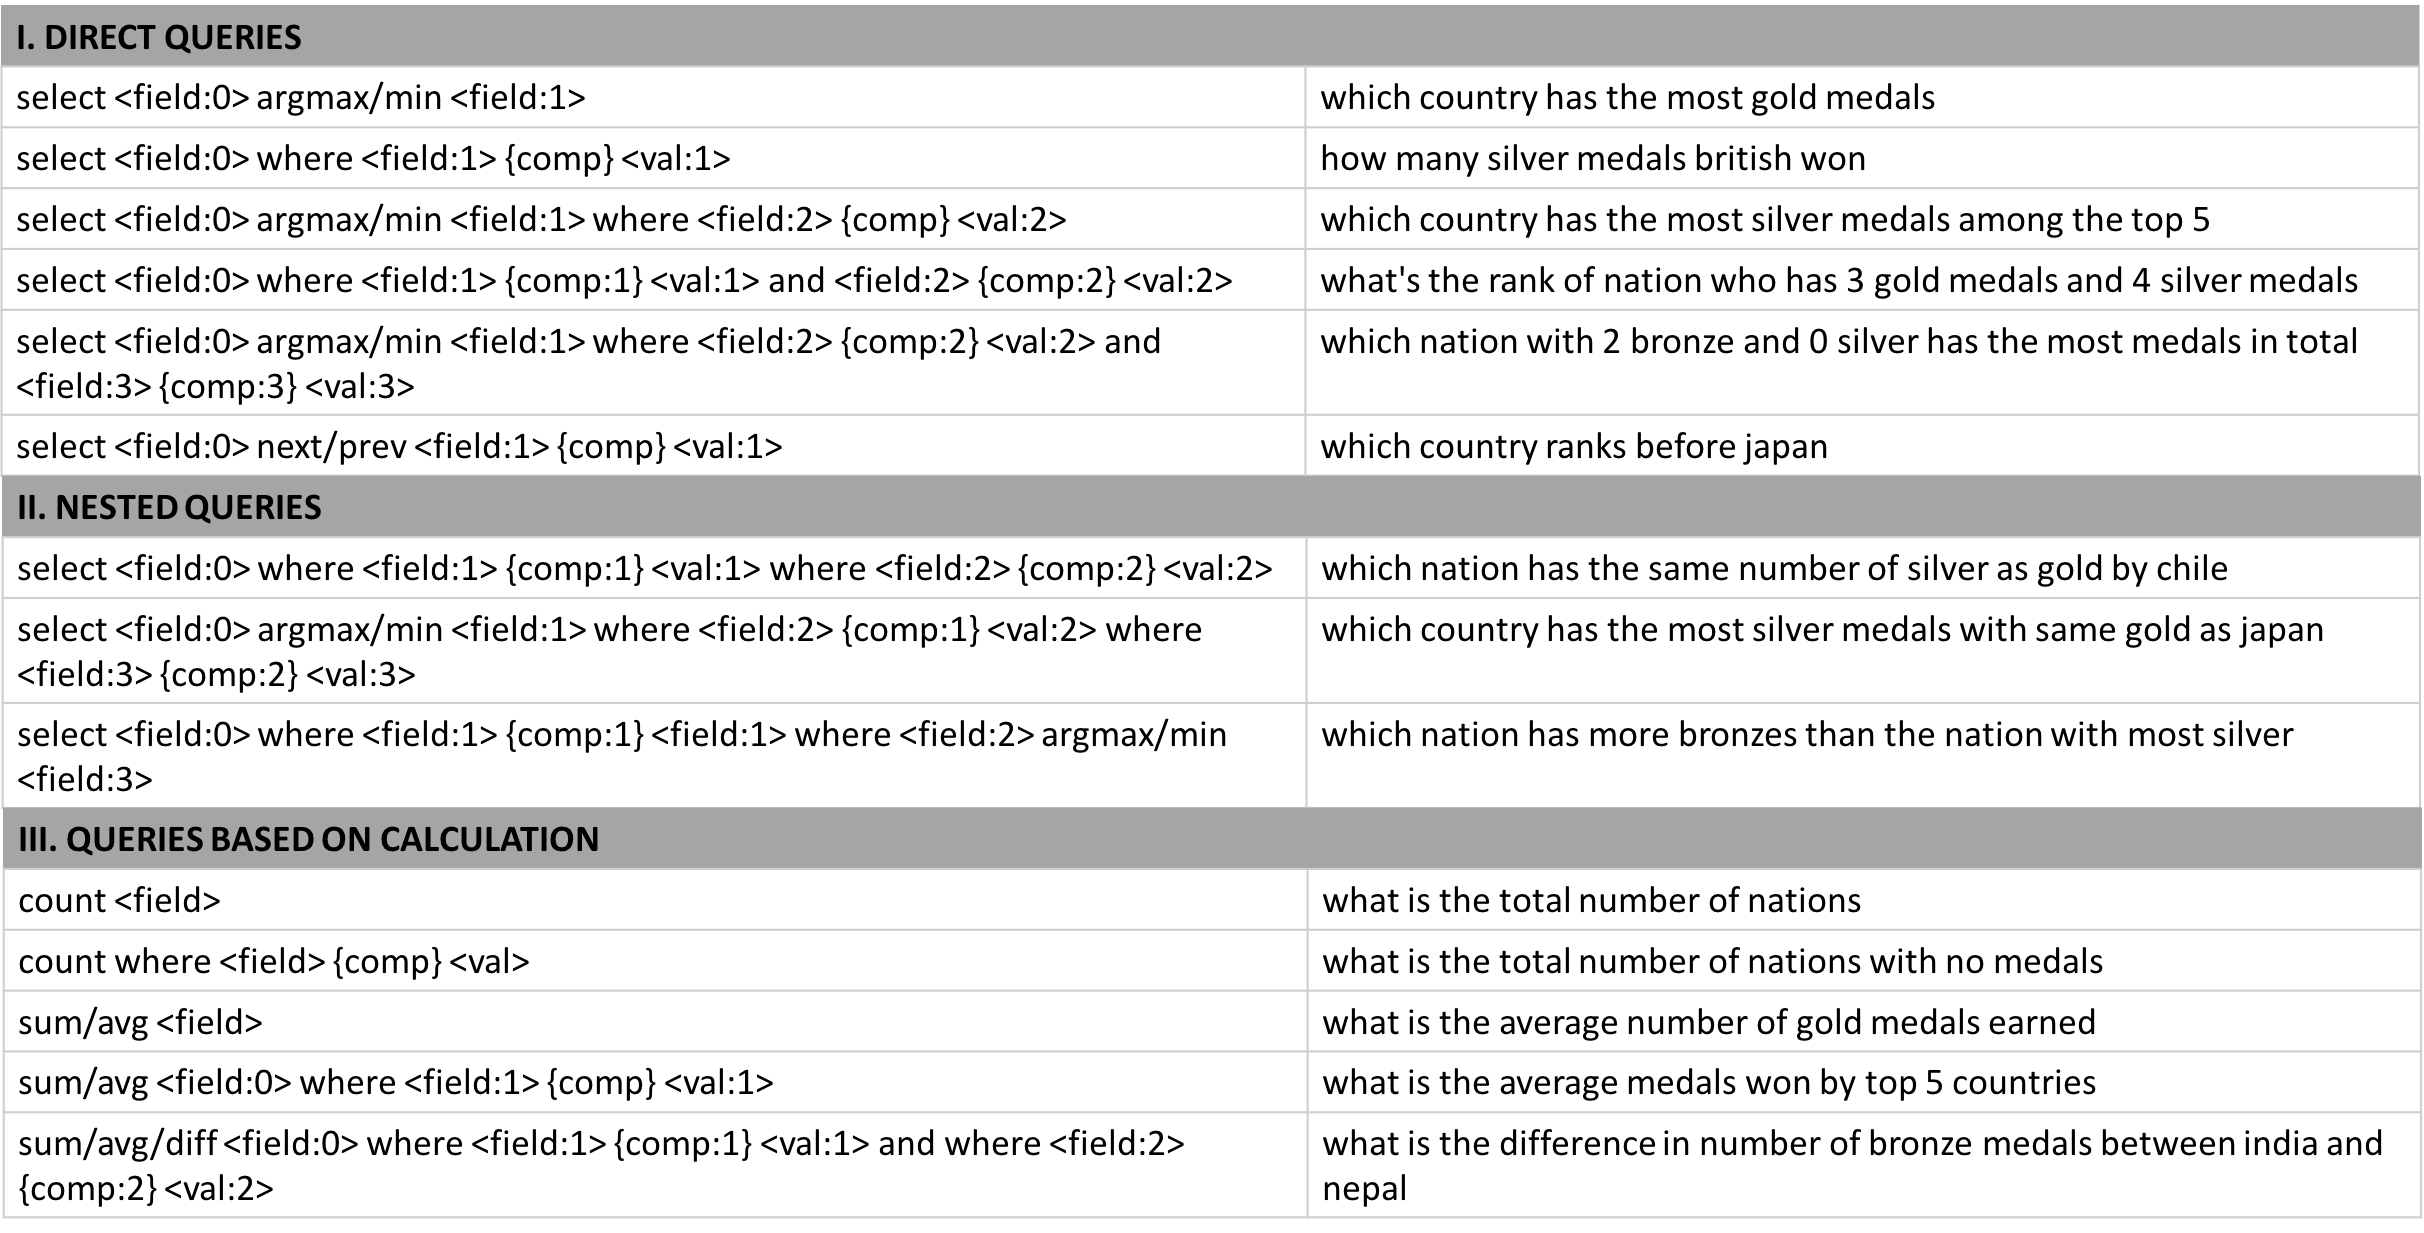 I. DIRECT QUERIES
select <field:0> argmax/min <field:1>
which country has the most gold medals
select <field:0> where <field:1> {comp} <val:1>
how many silver medals british won
select <field:0> argmax/min <field:1> where <field:2> {comp} <val:2>
which country has the most silver medals among the top 5
select <field:0> where <field:1> {comp:1} <val:1> and <field:2> {comp:2} <val:2>
what's the rank of nation who has 3 gold medals and 4 silver medals
select <field:0> argmax/min <field:1> where <field:2> {comp:2} <val:2> and
<field:3> {comp:3} <val:3>
which nation with 2 bronze and 0 silver has the most medals in total
select <field:0> next/prev <field:1> {comp} <val:1>
which country ranks before japan
II. NESTED QUERIES
select <field:0> where <field:1> {comp:1} <val:1> where <field:2> {comp:2} <val:2>
which nation has the same number of silver as gold by chile
select <field:0> argmax/min <field:1> where <field:2> {comp:1} <val:2> where
<field:3> {comp:2} <val:3>
which country has the most silver medals with same gold as japan
select <field:0> where <field:1> {comp:1} <field:1> where <field:2> argmax/min
<field:3>
which nation has more bronzes than the nation with most silver
III. QUERIES BASED ON CALCULATION
count <field>
what is the total number of nations
count where <field> {comp} <val>
what is the total number of nations with no medals
sum/avg <field>
what is the average number of gold medals earned
sum/avg <field:0> where <field:1> {comp} <val:1>
what is the average medals won by top 5 countries
sum/avg/diff <field:0> where <field:1> {comp:1} <val:1> and where <field:2>
{comp:2} <val:2>
what is the difference in number of bronze medals between india and
nepal